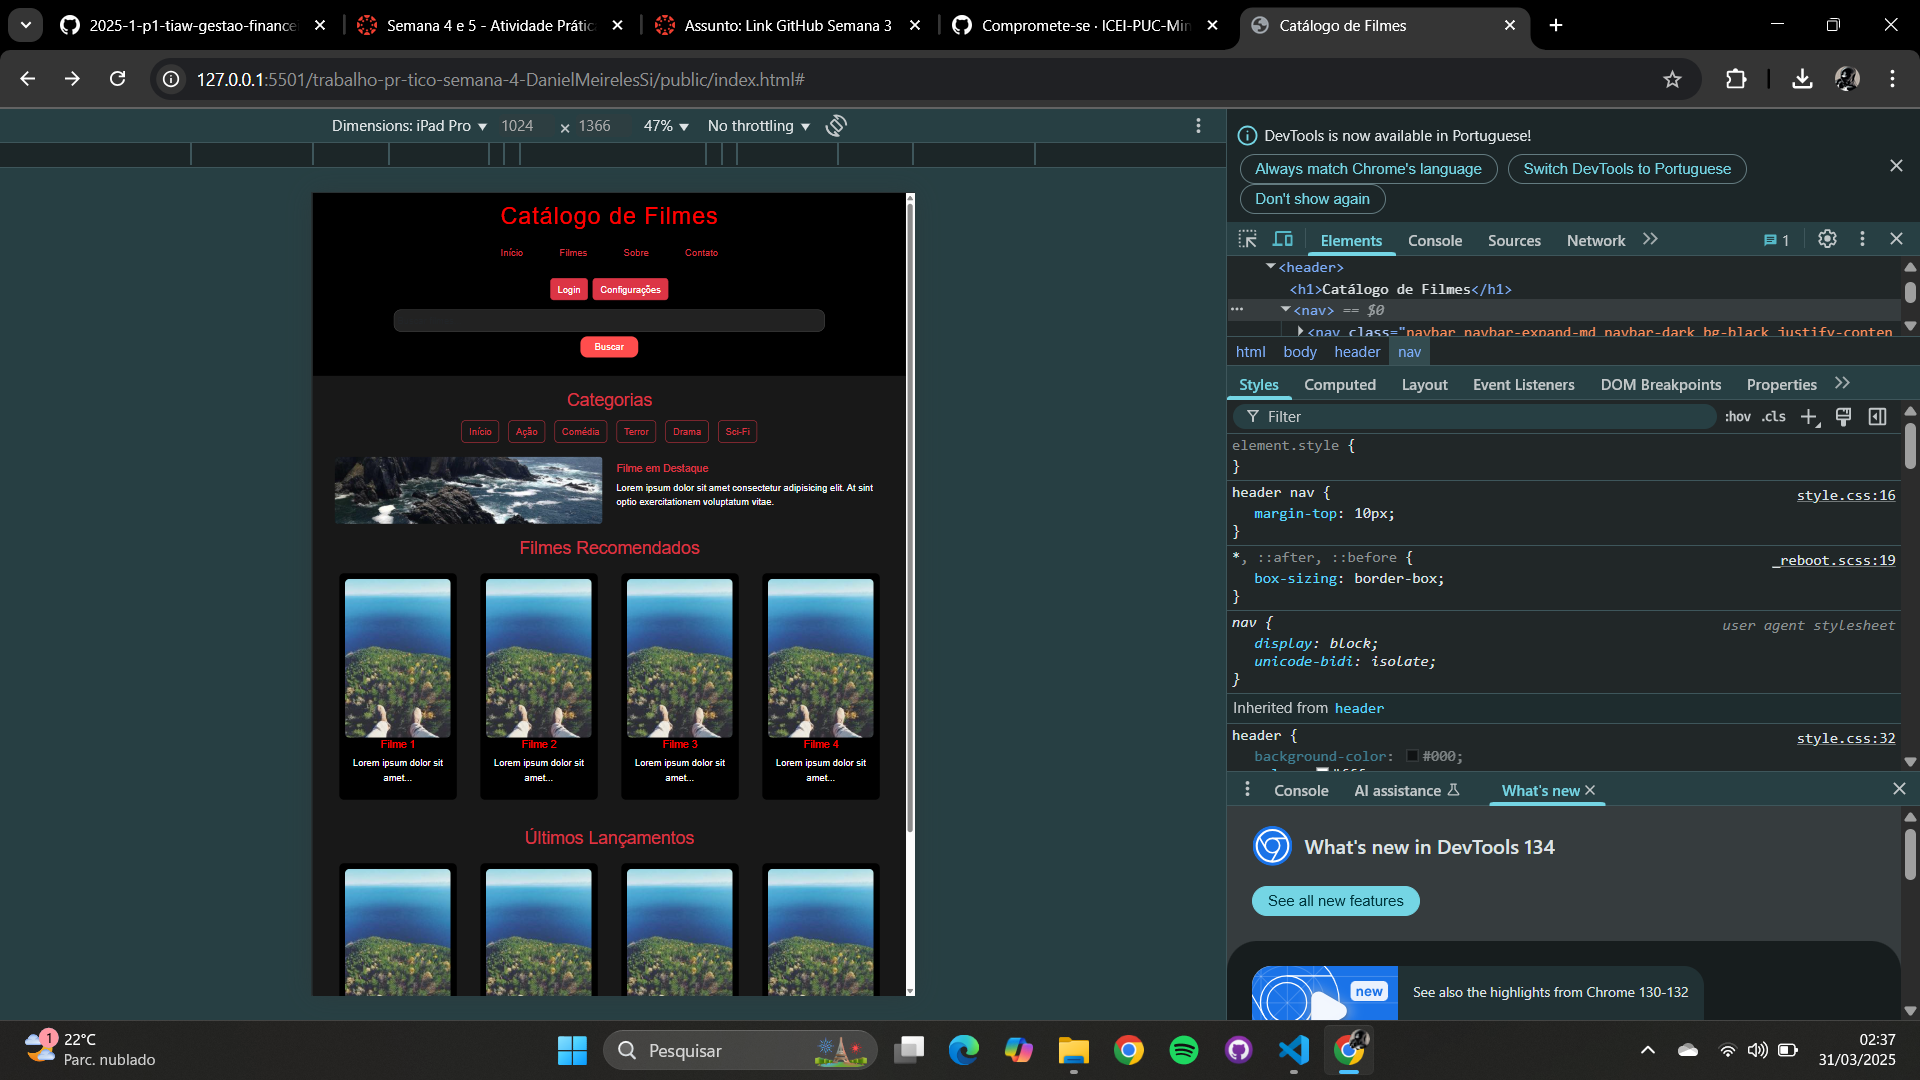 2025-1-p1-tiaw-gestao-finance
Semana 4 e 5 - Atividade Prátic
Assunto: Link GitHub Semana 3
Compromete-se · ICEI-PUC-Min
Catálogo de Filmes
127.0.0.1:5501/trabalho-pr-tico-semana-4-DanielMeirelesSi/public/index.html#
Dimensions: iPad Pro 1024 x 1366 47% No throttling
Catálogo de Filmes
Início Filmes Sobre Contato
Login Configurações
Buscar
Categorias
Início Ação Comédia Terror Drama Sci-Fi
Filme em Destaque
Lorem ipsum dolor sit amet consectetur adipisicing elit. At sint
optio exercitationem voluptatum vitae.
Filmes Recomendados
Filme 1 Filme 2 Filme 3 Filme 4
Lorem ipsum dolor sit Lorem ipsum dolor sit Lorem ipsum dolor sit Lorem ipsum dolor sit
amet... amet... amet... amet...
Últimos Lançamentos
DevTools is now available in Portuguese!
Always match Chrome's language Switch DevTools to Portuguese
Don't show again
Elements Console Sources Network 1
<header>
<h1>Catálogo de Filmes</h1>
<nav> == $0
<nav class="navbar navbar-expand-md navbar-dark bg-black justify-conten
html body header nav
Styles Computed Layout Event Listeners DOM Breakpoints Properties
Filter :hov .cls
element.style {
}
header nav { style.css:16
margin-top: 10px;
}
*, ::after, ::before { _reboot.scss:19
box-sizing: border-box;
}
nav { user agent stylesheet
display: block;
unicode-bidi: isolate;
}
Inherited from header
header { style.css:32
background-color: #000;
Console AI assistance What's new
What's new in DevTools 134
See all new features
new
See also the highlights from Chrome 130-132
1
22°C
Parc. nublado
Pesquisar
02:37
31/03/2025